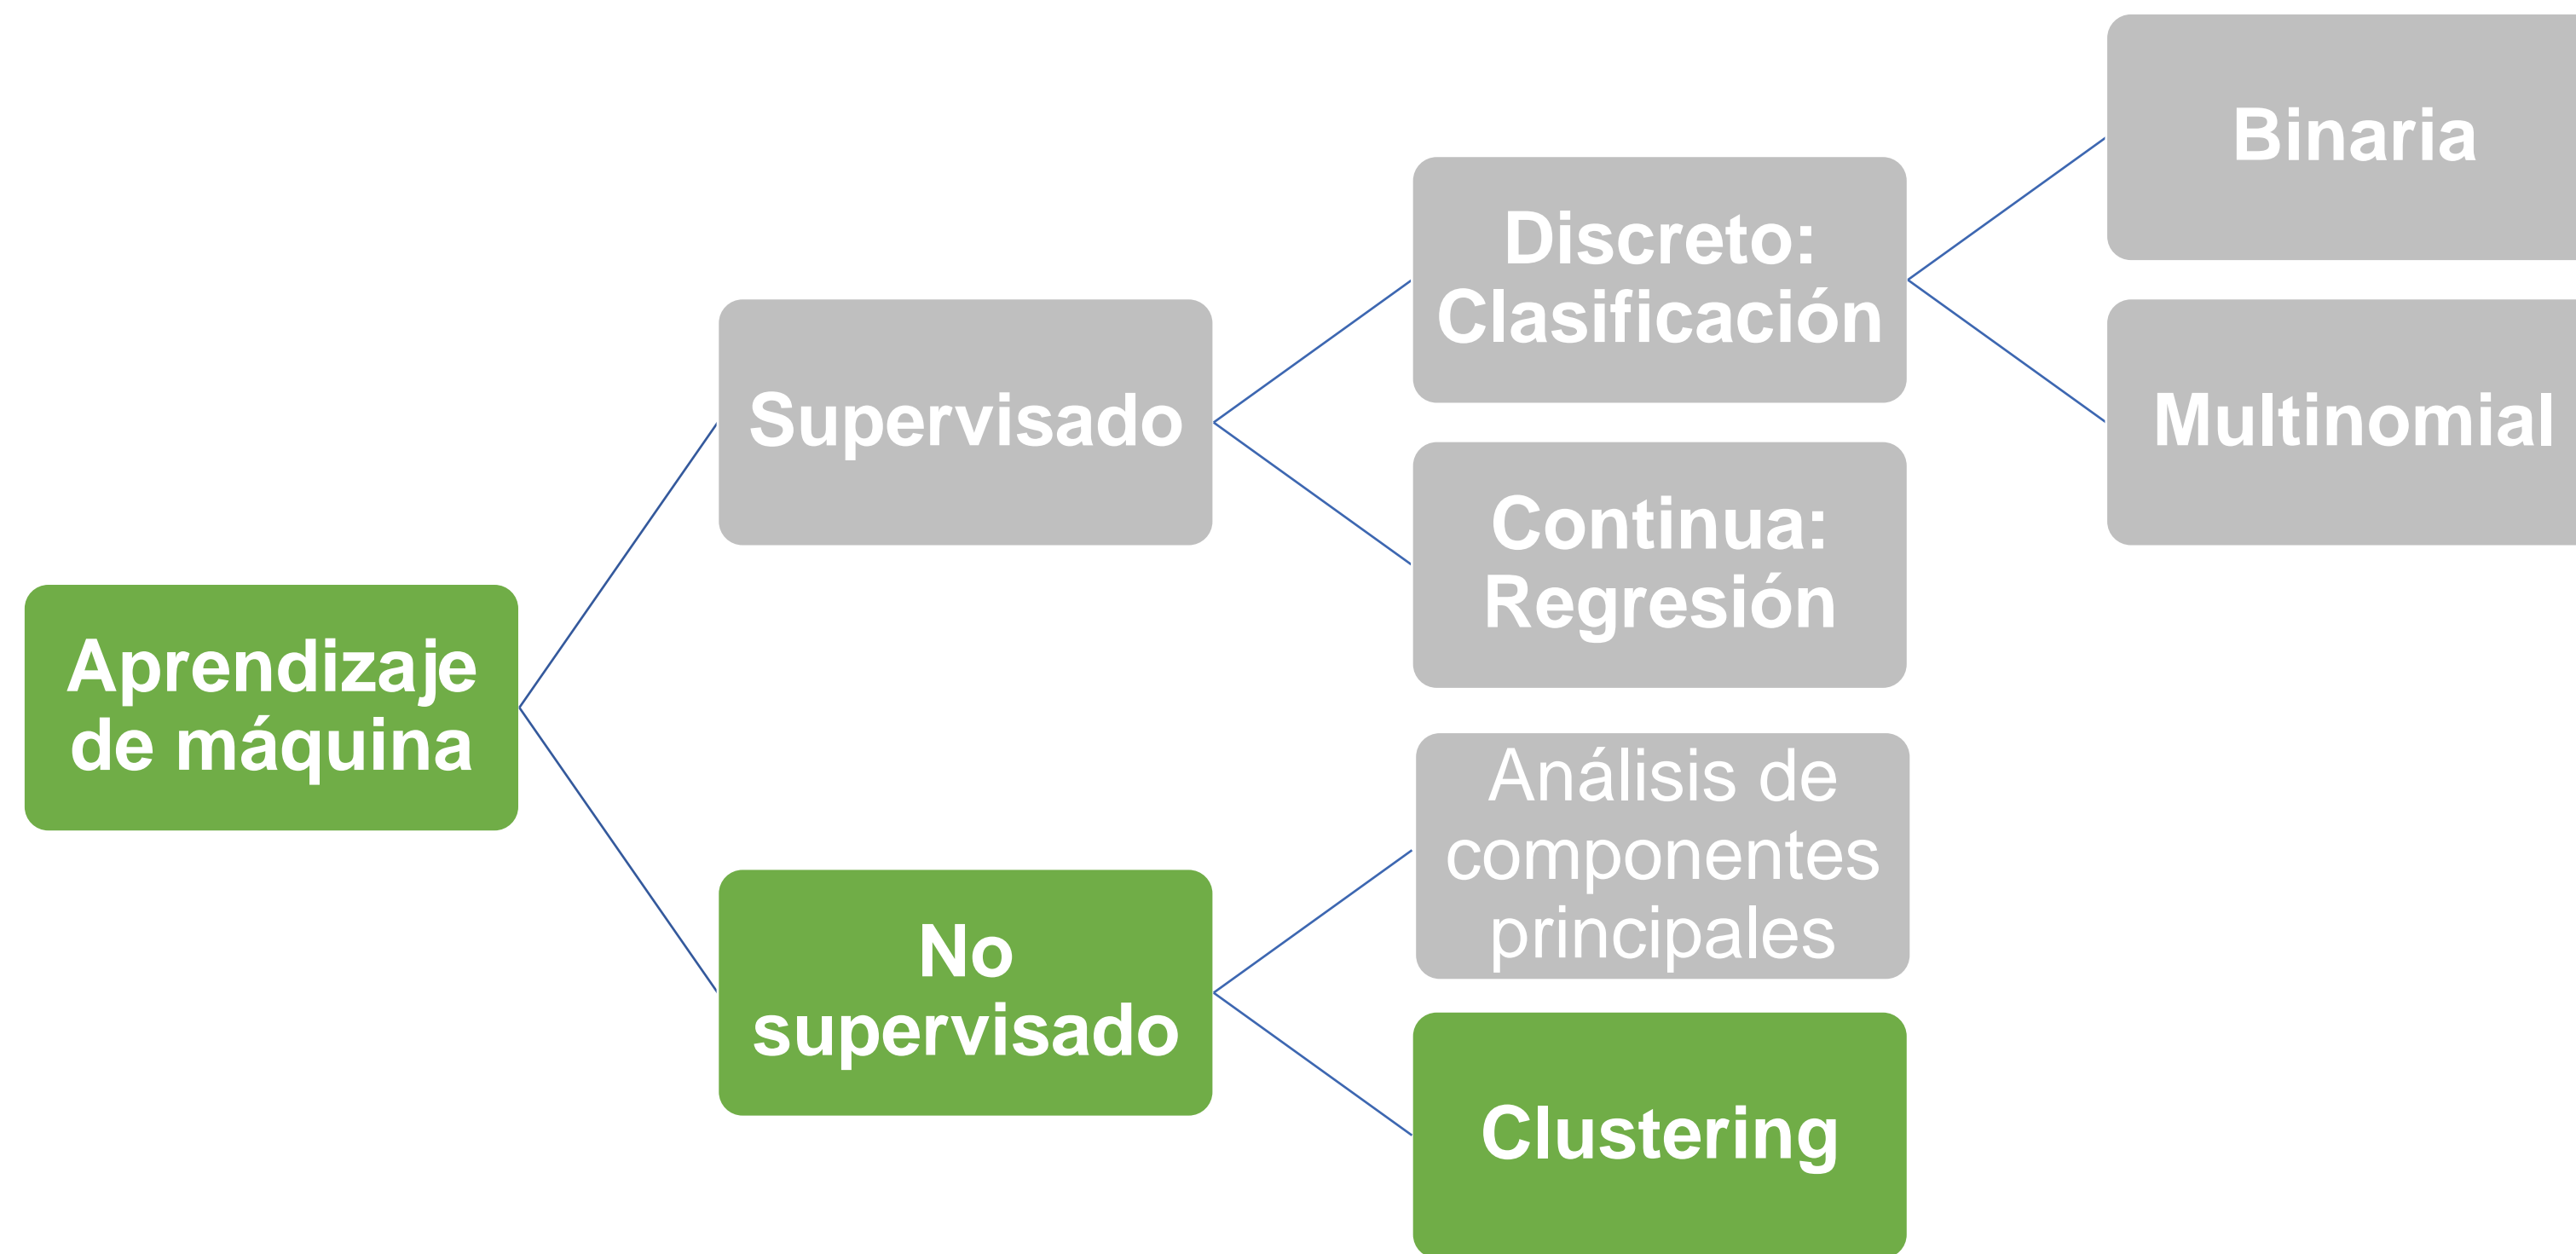 Binaria
Discreto:
Clasificación
Supervisado
Multinomial
Continua:
Regresión
Aprendizaje
de máquina
Análisis de
componentes
principales
No
supervisado
Clustering